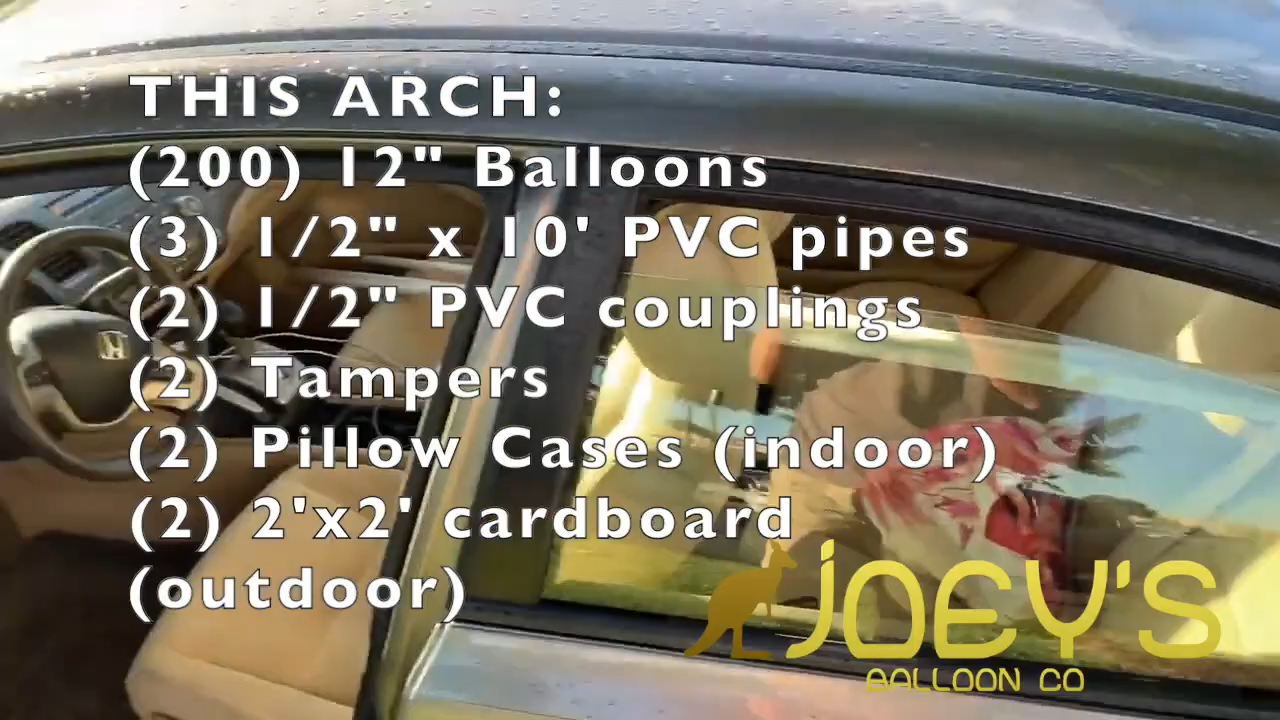 THIS ARCH:
(200) 12" Balloons
(3) 1/2" x 10' PVC pipes
(2) 1/2" PVC couplings
(2) Tampers
(2) Pillow Cases (indoor)
(2) 2'x2' cardboard
(outdoor)
JOEY'S
BALLOON CO